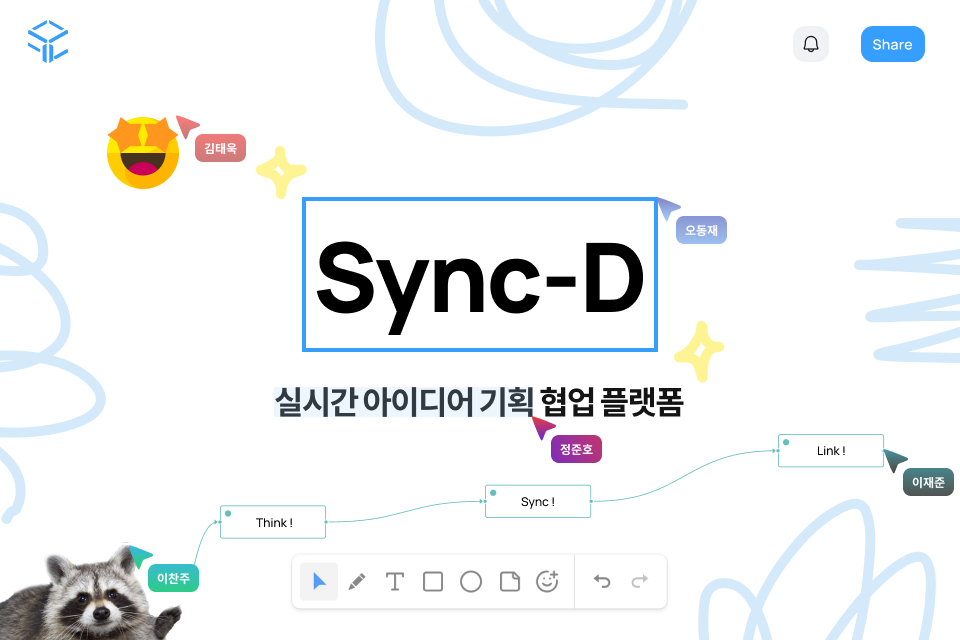 Share
김태욱
오동재
Sync-D
실시간 아이디어 기획 협업 플랫폼
정준호
Link !
이재준
Sync !
Think !
이찬주
T